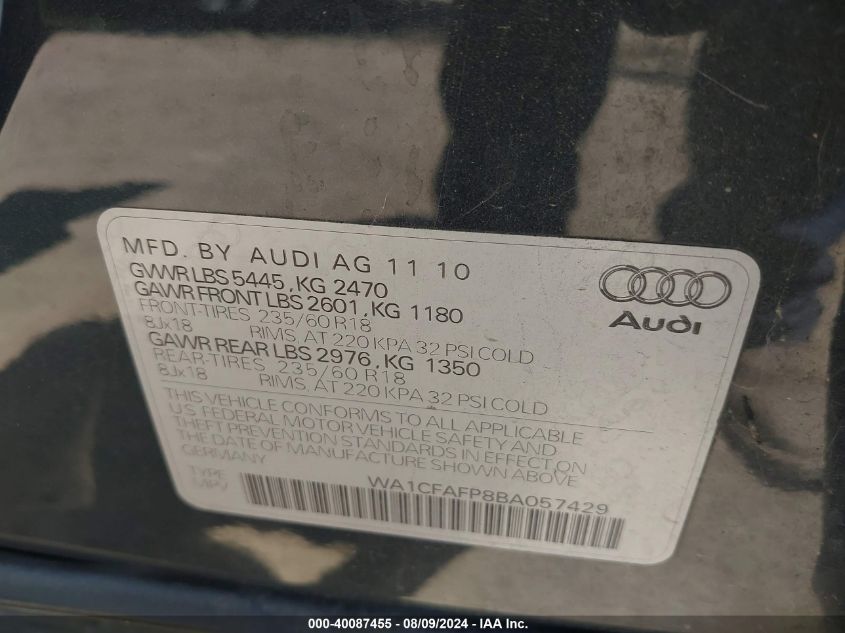 MFD. BY AUDI AG 11 10
GVWR LBS 5445, KG 2470
GAWR FRONT LBS 2601, KG 1180
FRONT-TIRES 235/60 R18
8Jx18 RIMS, AT 220 KPA 32 PSI COLD
GAWR REAR LBS 2976, KG 1350
REAR-TIRES 235/60 R18
8Jx18 RIMS, AT 220 KPA 32 PSI COLD
THIS VEHICLE CONFORMS TO ALL APPLICABLE
U.S. FEDERAL MOTOR VEHICLE SAFETY AND
THEFT PREVENTION STANDARDS IN EFFECT ON
THE DATE OF MANUFACTURE SHOWN ABOVE
GERMANY
TYPE
MPV
WA1CFAFP8BA057429
Audi
000-40087455 - 08/09/2024 - IAA Inc.